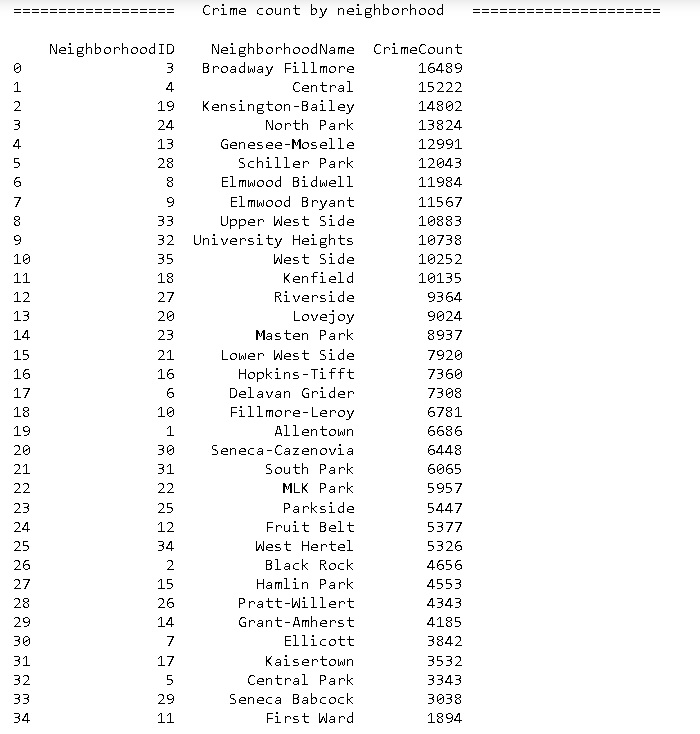 ==================   Crime count by neighborhood   =====================
NeighborhoodID NeighborhoodName CrimeCount
0 3 Broadway Fillmore 16489
1 4 Central 15222
2 19 Kensington-Bailey 14802
3 24 North Park 13824
4 13 Genesee-Moselle 12991
5 28 Schiller Park 12043
6 8 Elmwood Bidwell 11984
7 9 Elmwood Bryant 11567
8 33 Upper West Side 10883
9 32 University Heights 10738
10 35 West Side 10252
11 18 Kenfield 10135
12 27 Riverside 9364
13 20 Lovejoy 9024
14 23 Masten Park 8937
15 21 Lower West Side 7920
16 16 Hopkins-Tifft 7360
17 6 Delavan Grider 7308
18 10 Fillmore-Leroy 6781
19 1 Allentown 6686
20 30 Seneca-Cazenovia 6448
21 31 South Park 6065
22 22 MLK Park 5957
23 25 Parkside 5447
24 12 Fruit Belt 5377
25 34 West Hertel 5326
26 2 Black Rock 4656
27 15 Hamlin Park 4553
28 26 Pratt-Willert 4343
29 14 Grant-Amherst 4185
30 7 Ellicott 3842
31 17 Kaisertown 3532
32 5 Central Park 3343
33 29 Seneca Babcock 3038
34 11 First Ward 1894